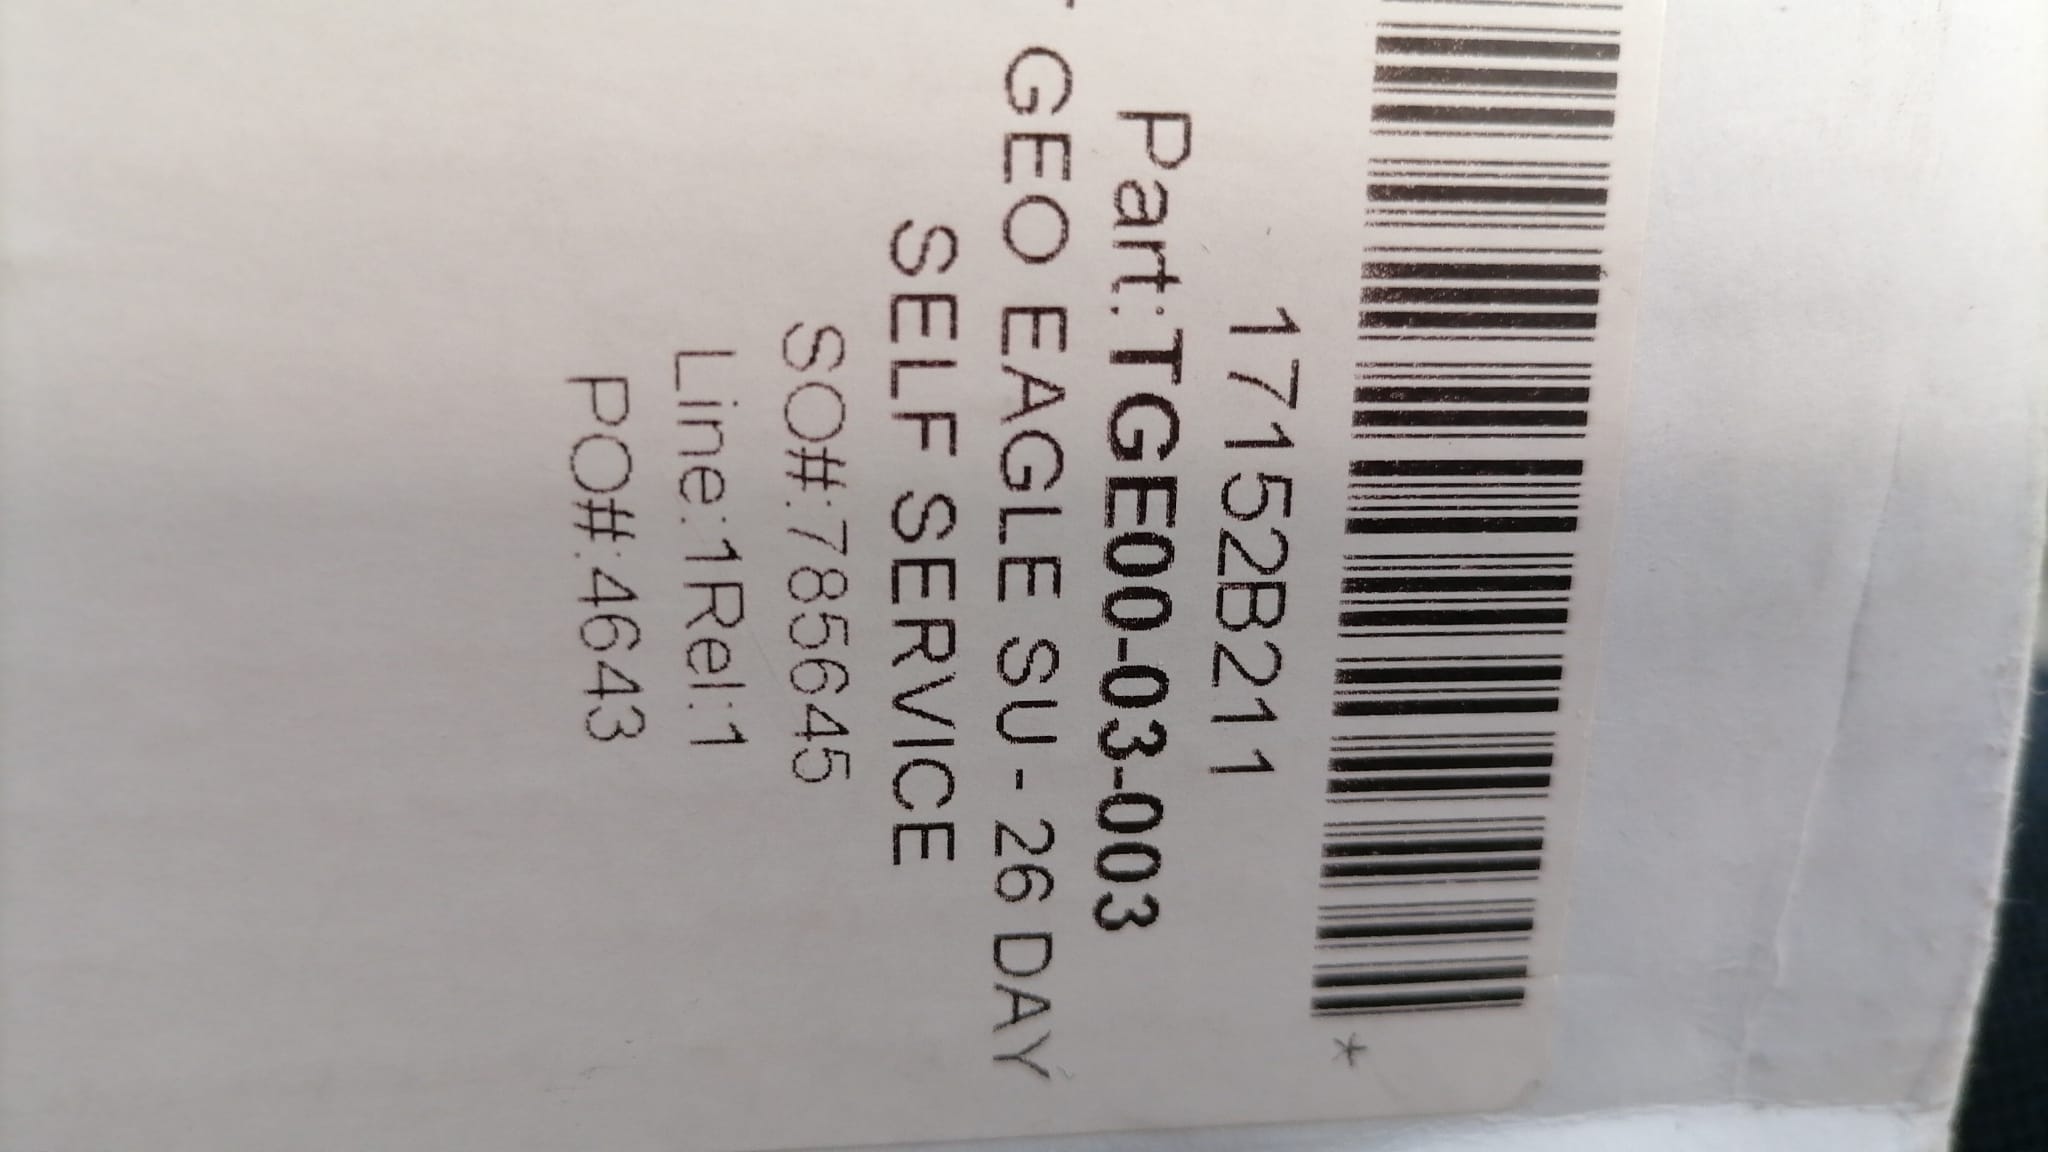 *
17152B211
Part:TGE00-03-003
GEO EAGLE SU - 26 DAY
SELF SERVICE
SO#:785645
Line:1Rel:1
PO#:4643